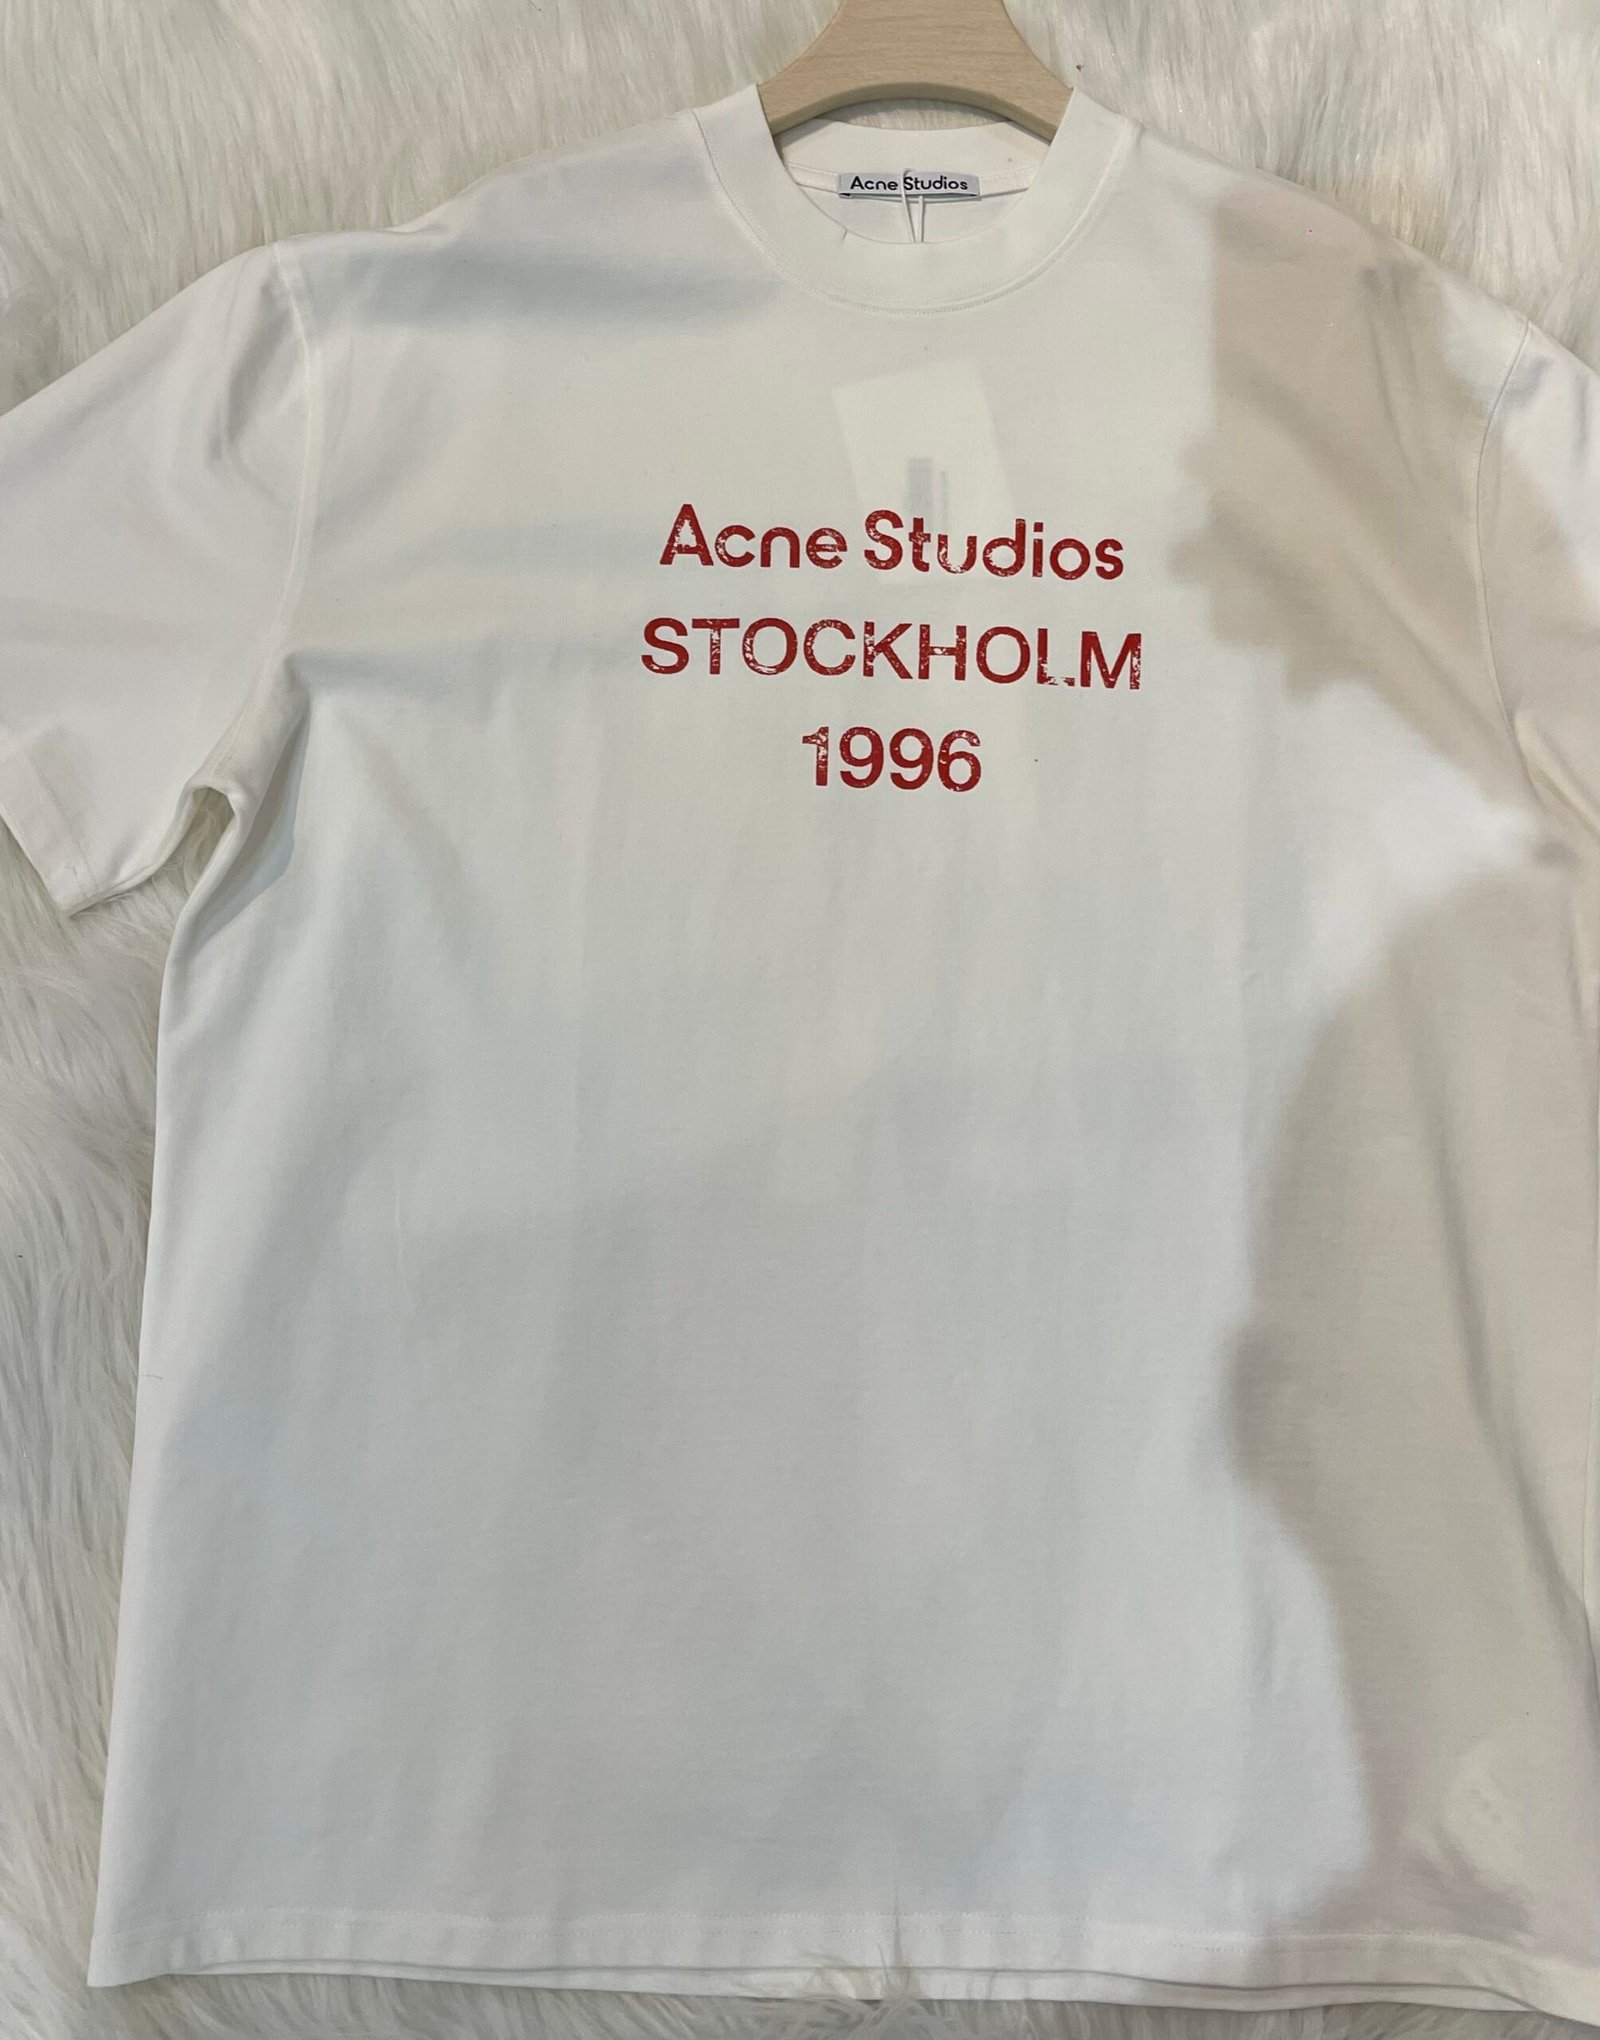 Acne Studios
Acne Studios
STOCKHOLM
1996